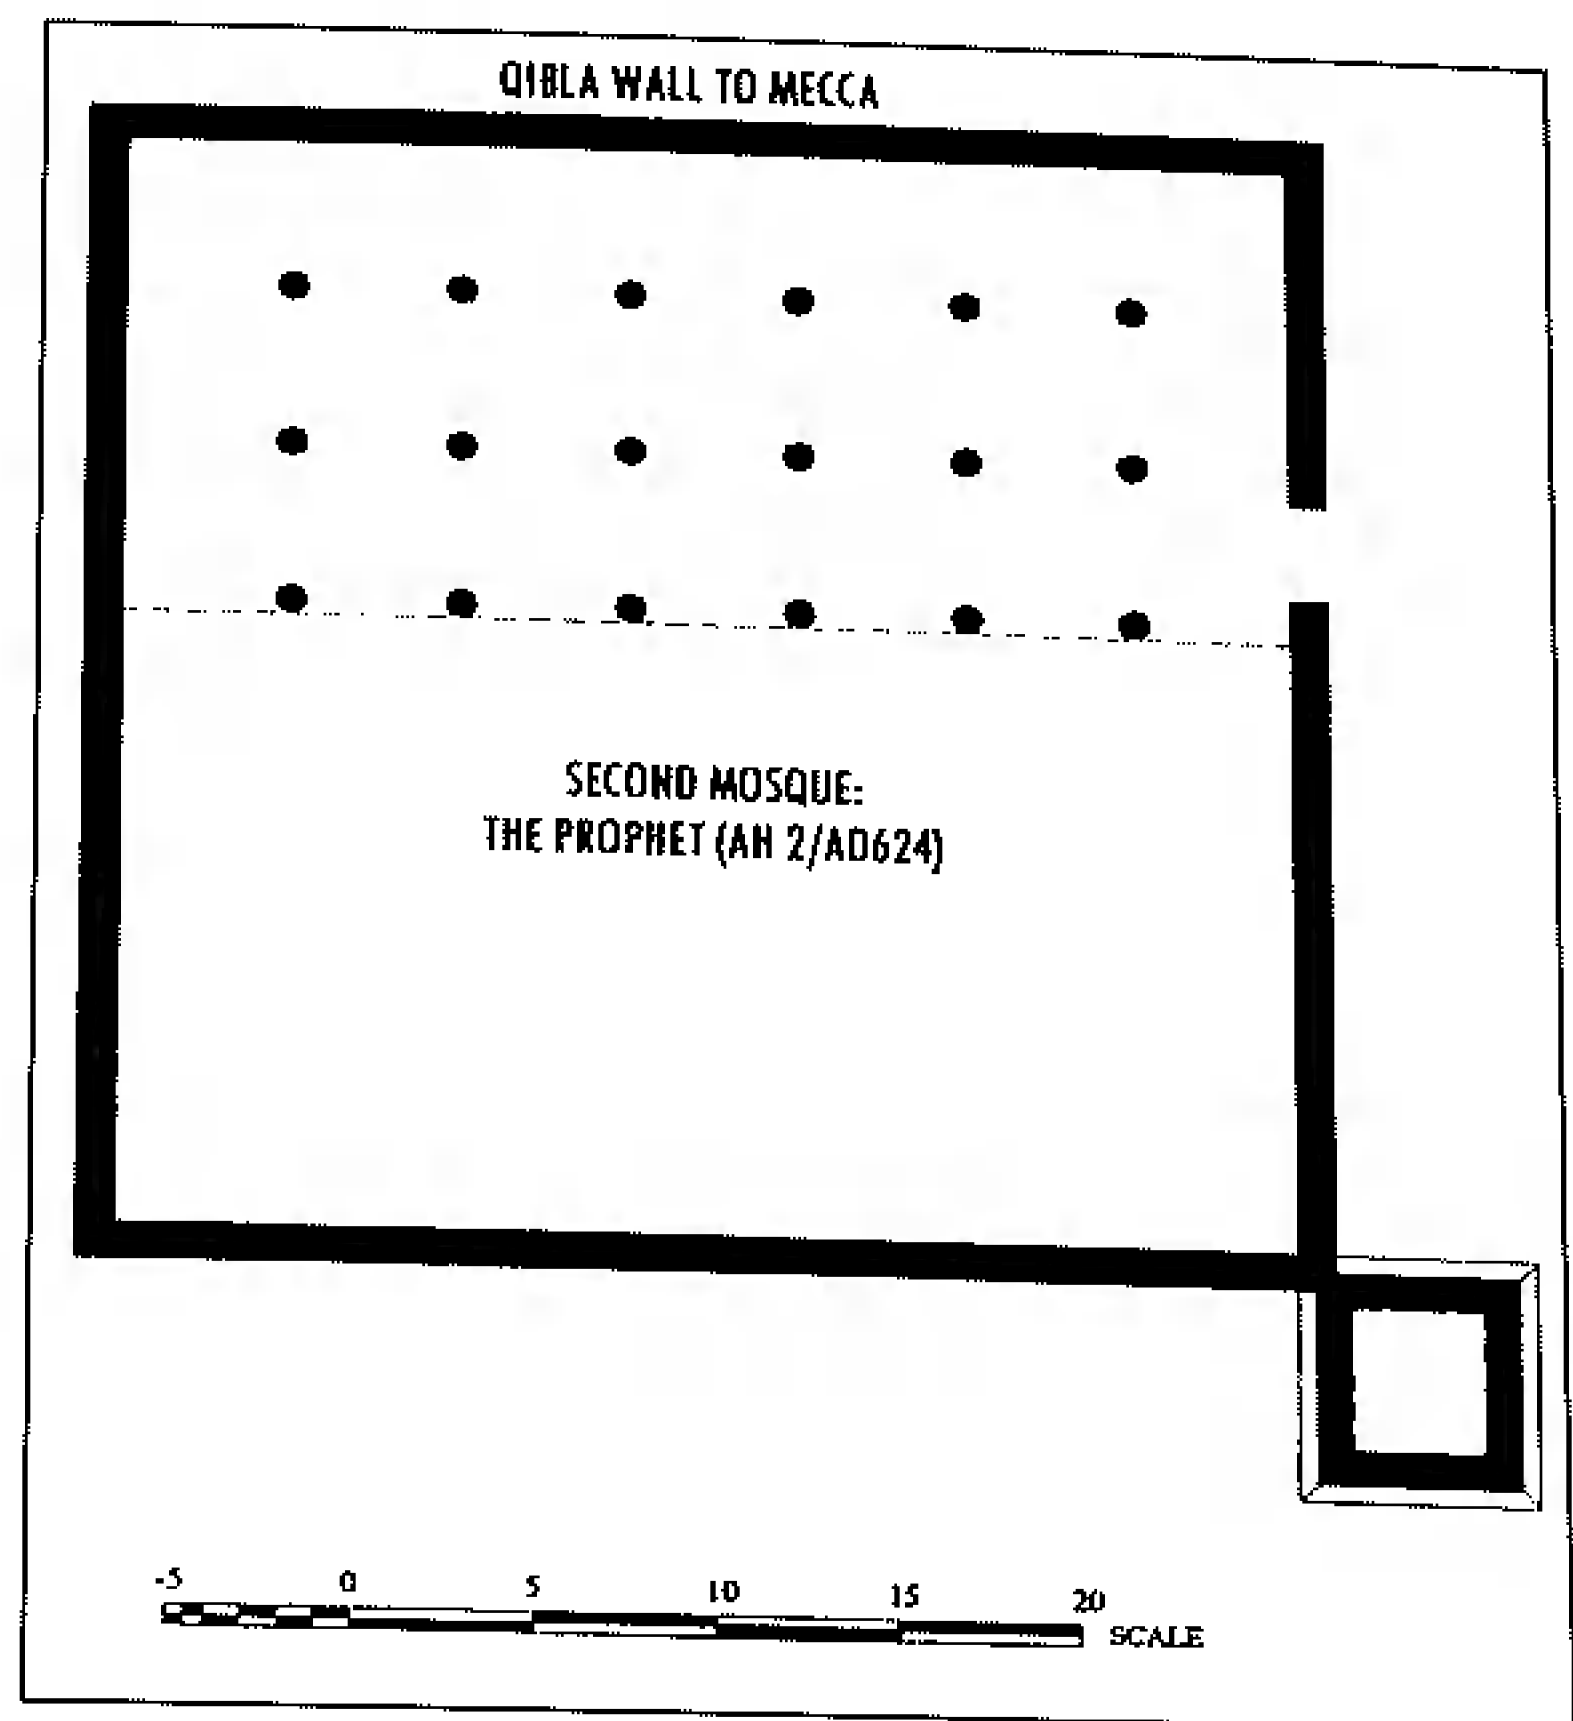 QIBLA WALL TO MECCA
SECOND MOSQUE:
THE PROPHET (AH 2/AD624)
-5 0 5 10 15 20
SCALE